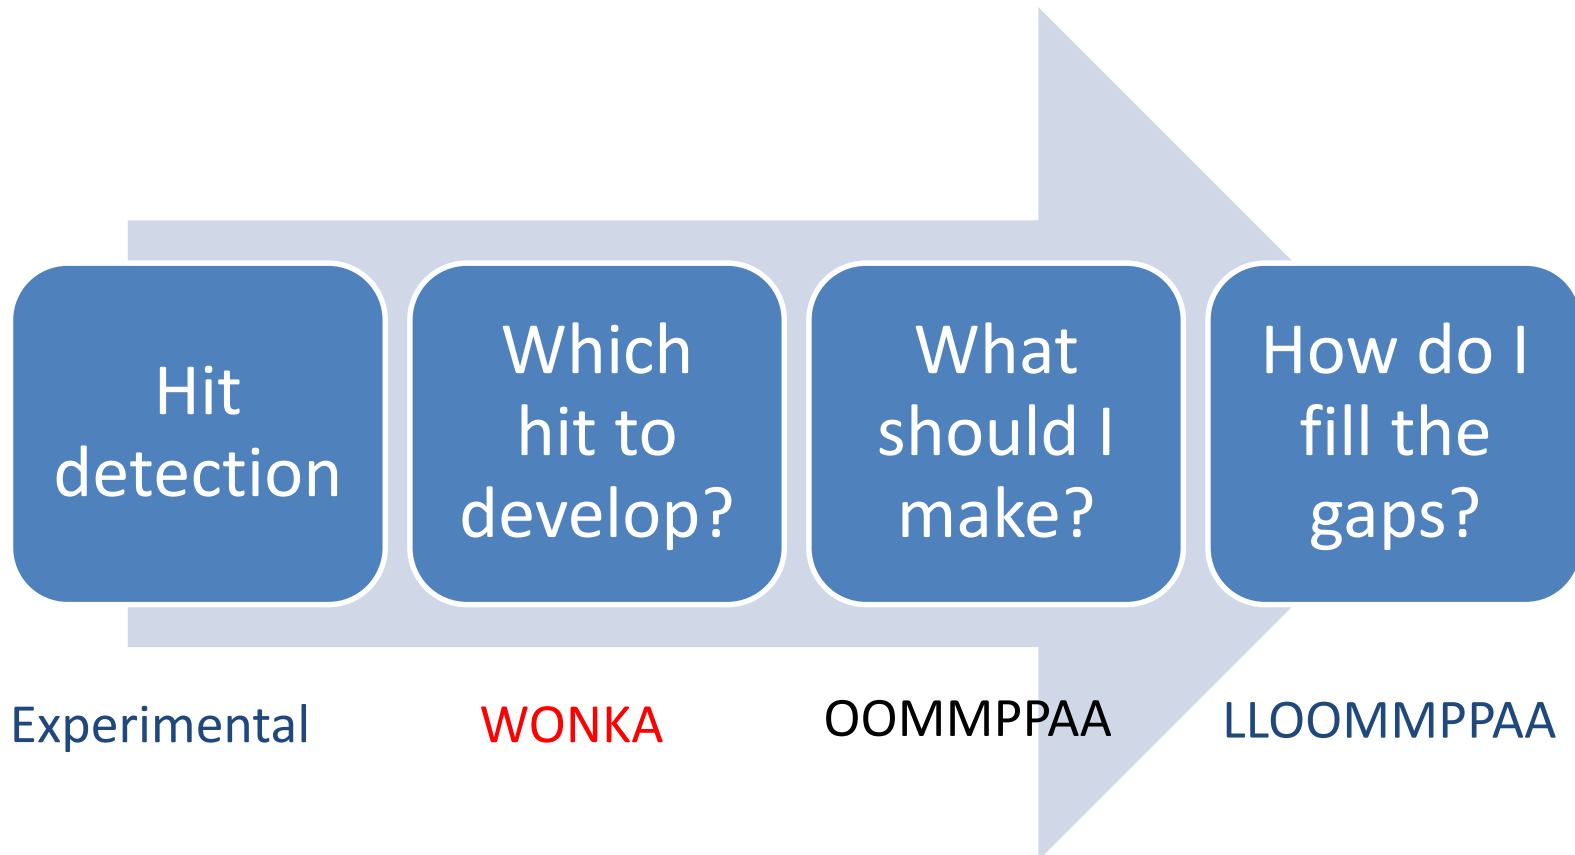 Hit
detection
Which
hit to
develop?
What
should I
make?
How do I
fill the
gaps?
Experimental
WONKA
OOMMPPAA
LLOOMMPPAA